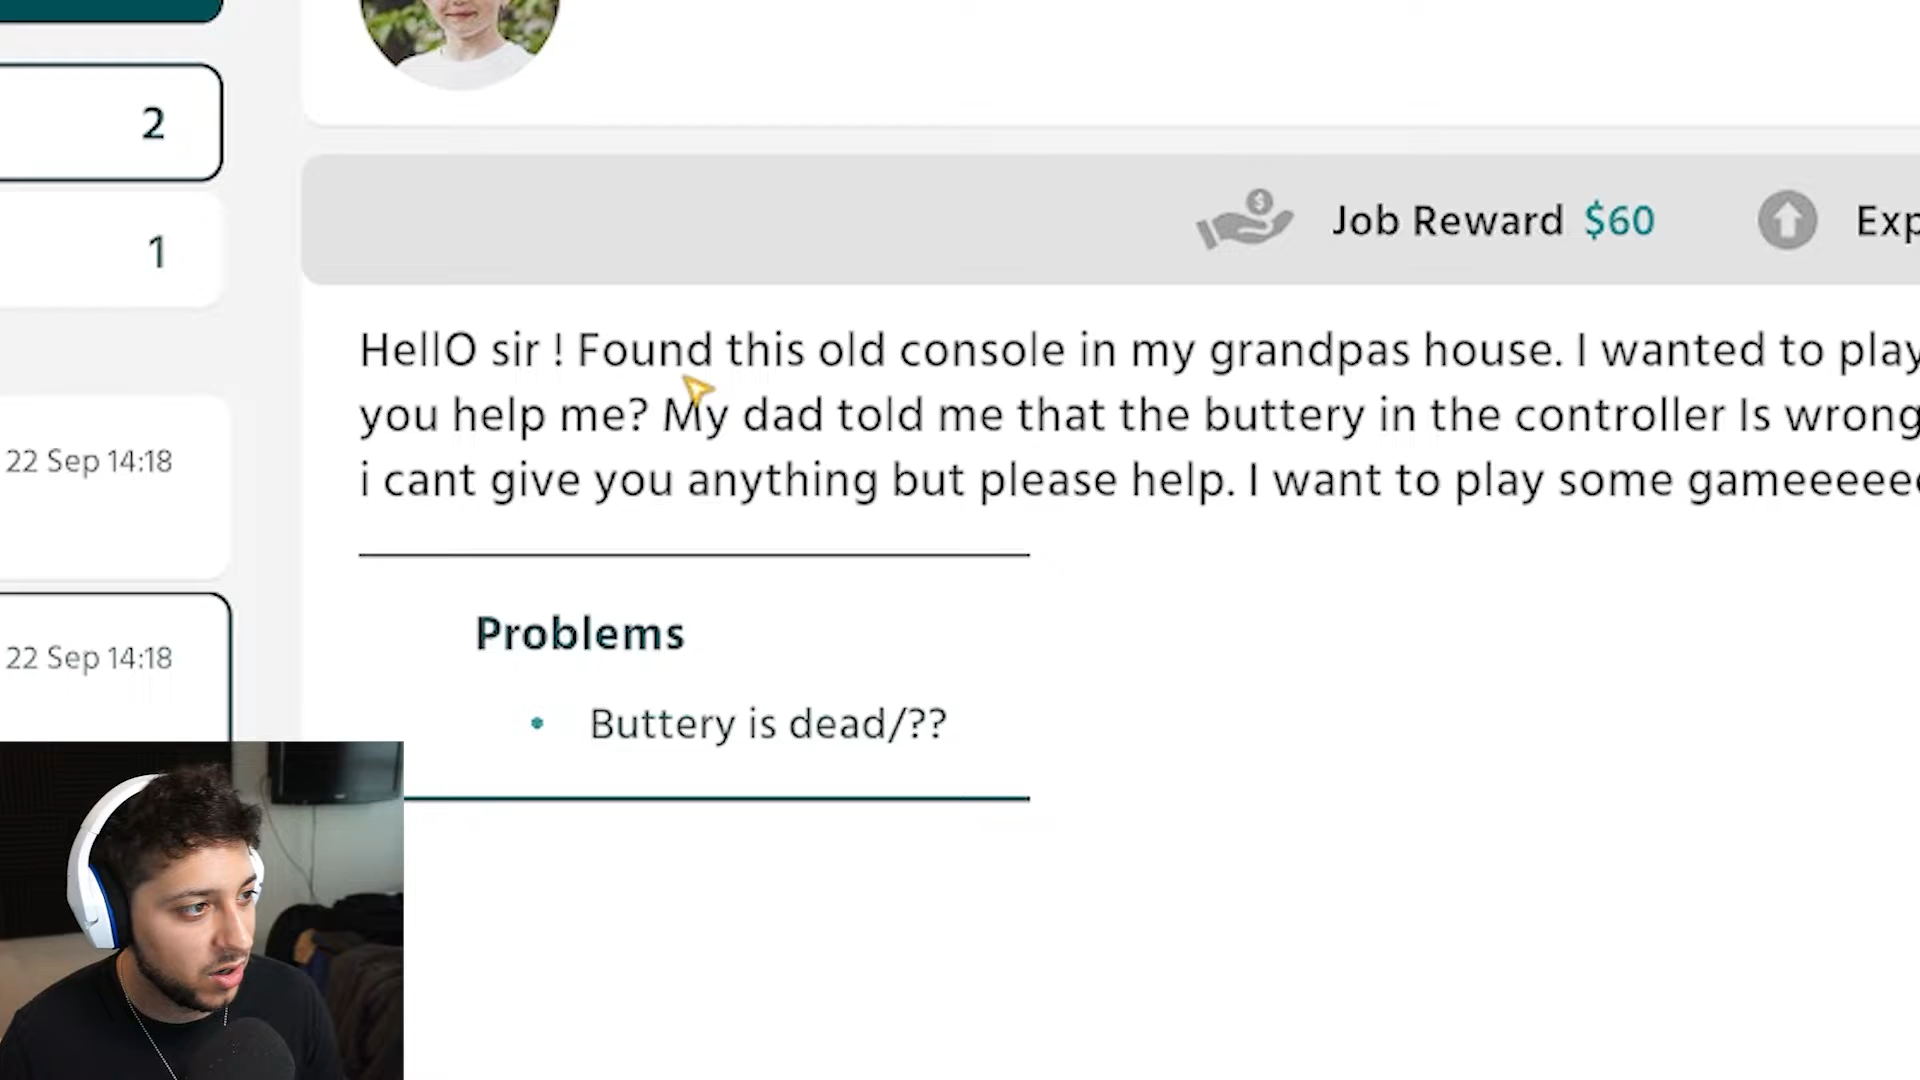 2
1
Job Reward $60
Exp
HellO sir ! Found this old console in my grandpas house. I wanted to play
you help me? My dad told me that the buttery in the controller Is wrong
i cant give you anything but please help. I want to play some gameeeeee
22 Sep 14:18
Problems
22 Sep 14:18
• Buttery is dead/??